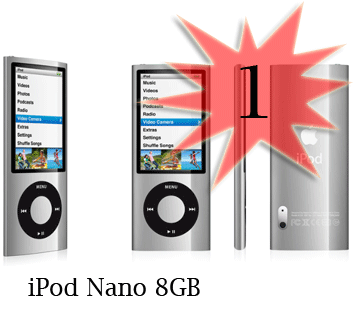 iPod
Music
Videos
Photos
Podcasts
Radio
Video Camera
Extras
Settings
Shuffle Songs
MENU
iPod
Music
Videos
Photos
Podcasts
Radio
Video Camera
Extras
Settings
Shuffle Songs
MENU
1
iPod
iPod Nano 8GB